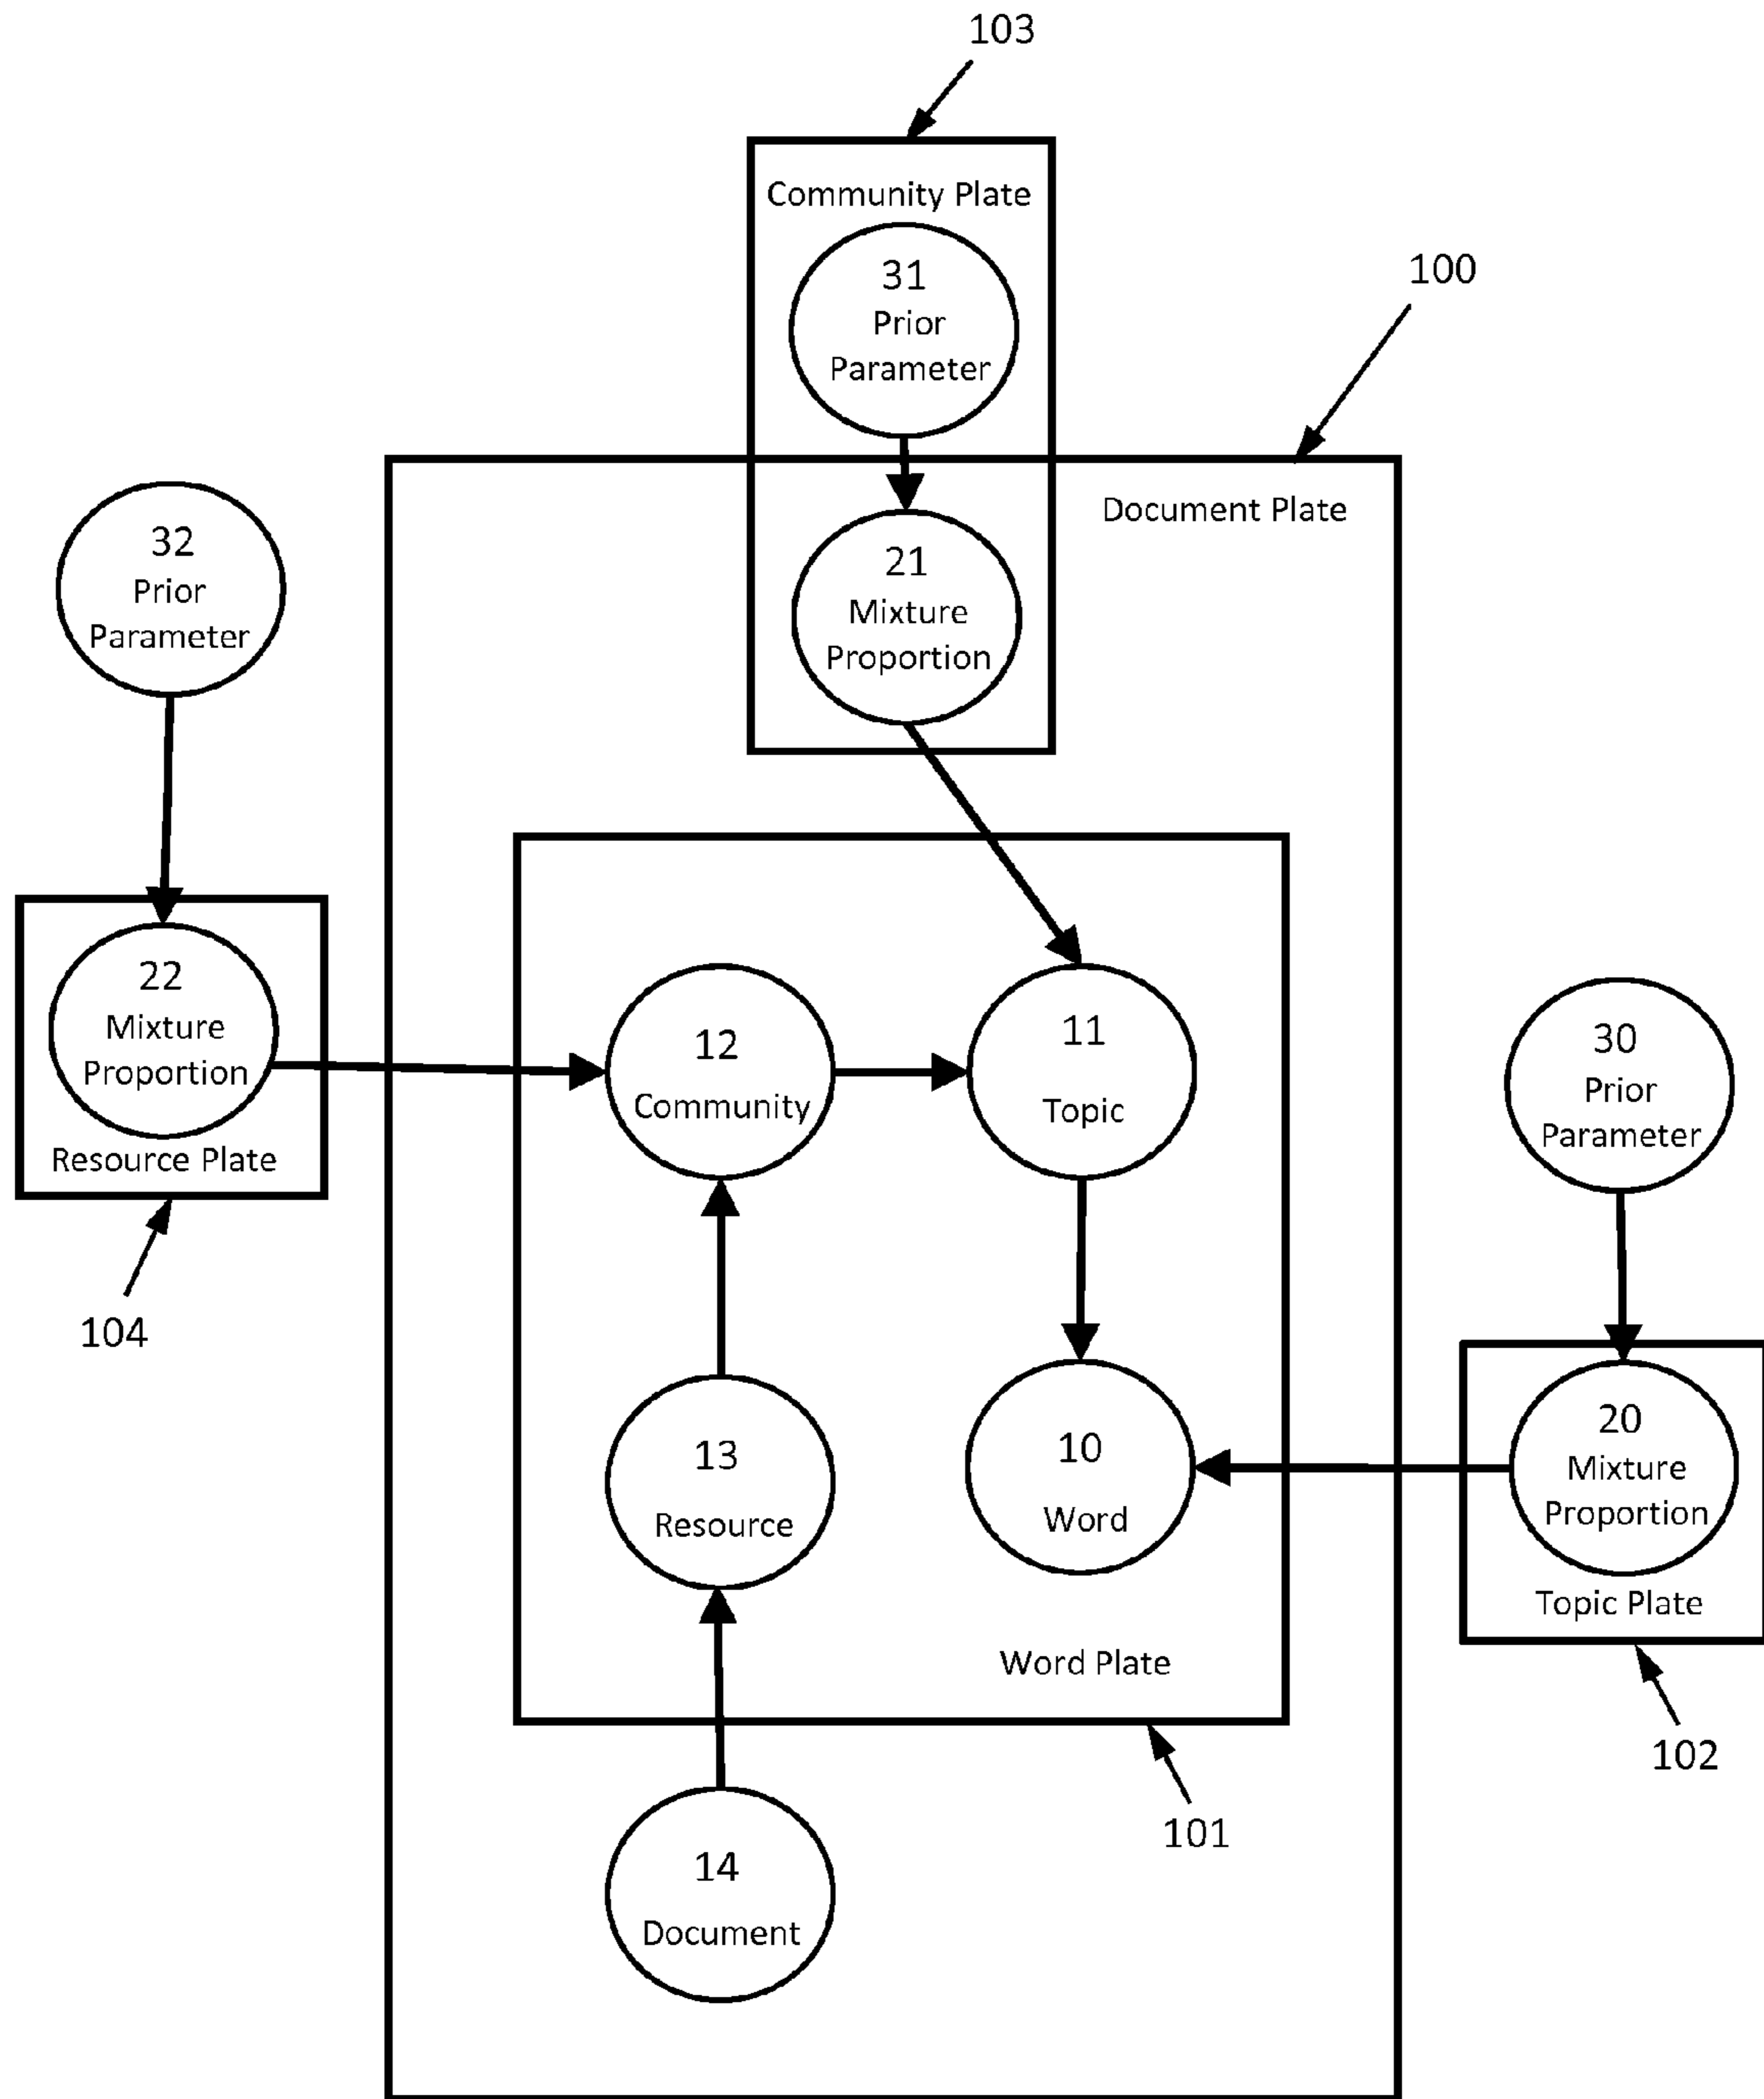 103
Community Plate
31
Prior
Parameter
100
Document Plate
32
Prior
Parameter
21
Mixture
Proportion
22
Mixture
Proportion
Resource Plate
104
12
Community
11
Topic
30
Prior
Parameter
13
Resource
10
Word
20
Mixture
Proportion
Topic Plate
102
Word Plate
101
14
Document